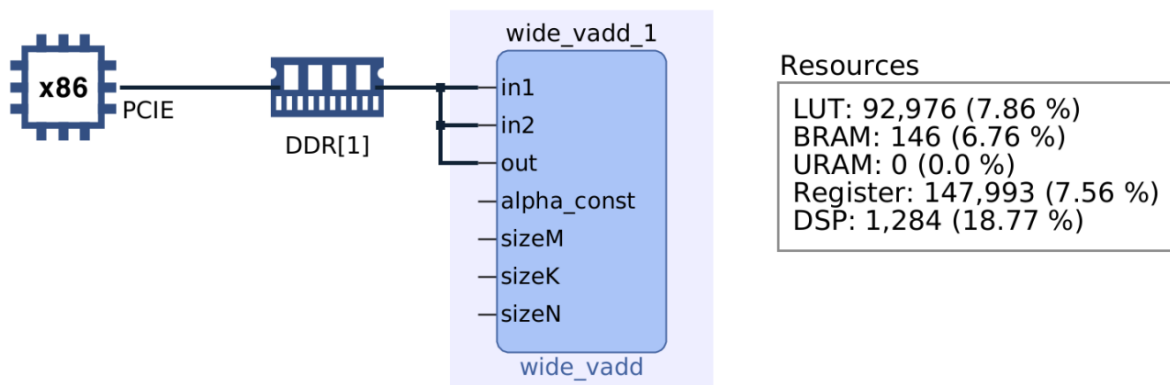 x86
PCIE
DDR[1]
wide_vadd_1
in1
in2
out
alpha_const
sizeM
sizeK
sizeN
wide_vadd
Resources
LUT: 92,976 (7.86 %)
BRAM: 146 (6.76 %)
URAM: 0 (0.0 %)
Register: 147,993 (7.56 %)
DSP: 1,284 (18.77 %)